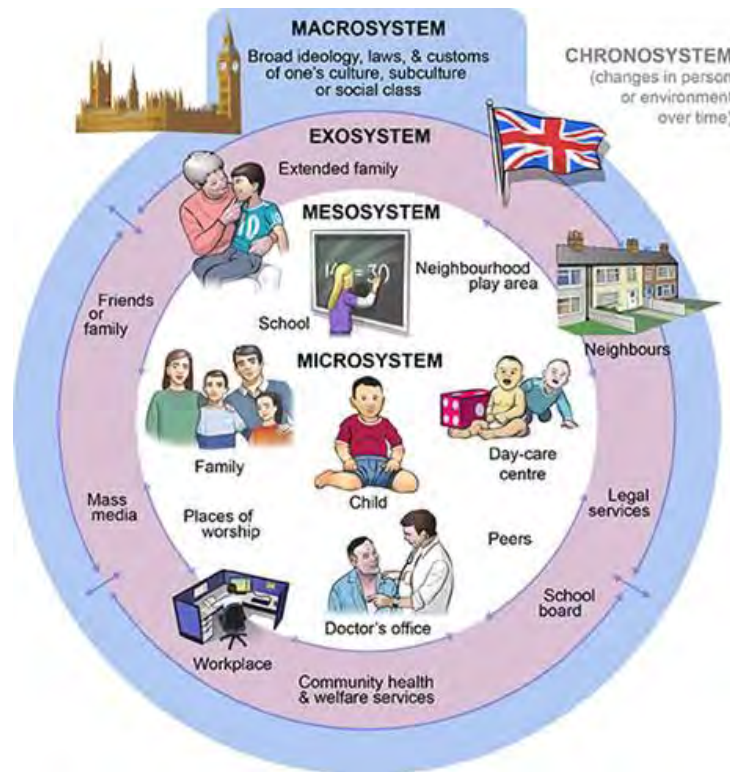 MACROSYSTEM
Broad ideology, laws, & customs
of one's culture, subculture
or social class
CHRONOSYSTEM
(changes in person
or environment
over time)
EXOSYSTEM
Extended family
MESOSYSTEM
Neighbourhood
play area
Friends
or
family
School
Neighbours
MICROSYSTEM
Family
Day-care
centre
Child
Mass
media
Places of
worship
Legal
services
Peers
School
board
Doctor's office
Workplace
Community health
& welfare services
10
= 30